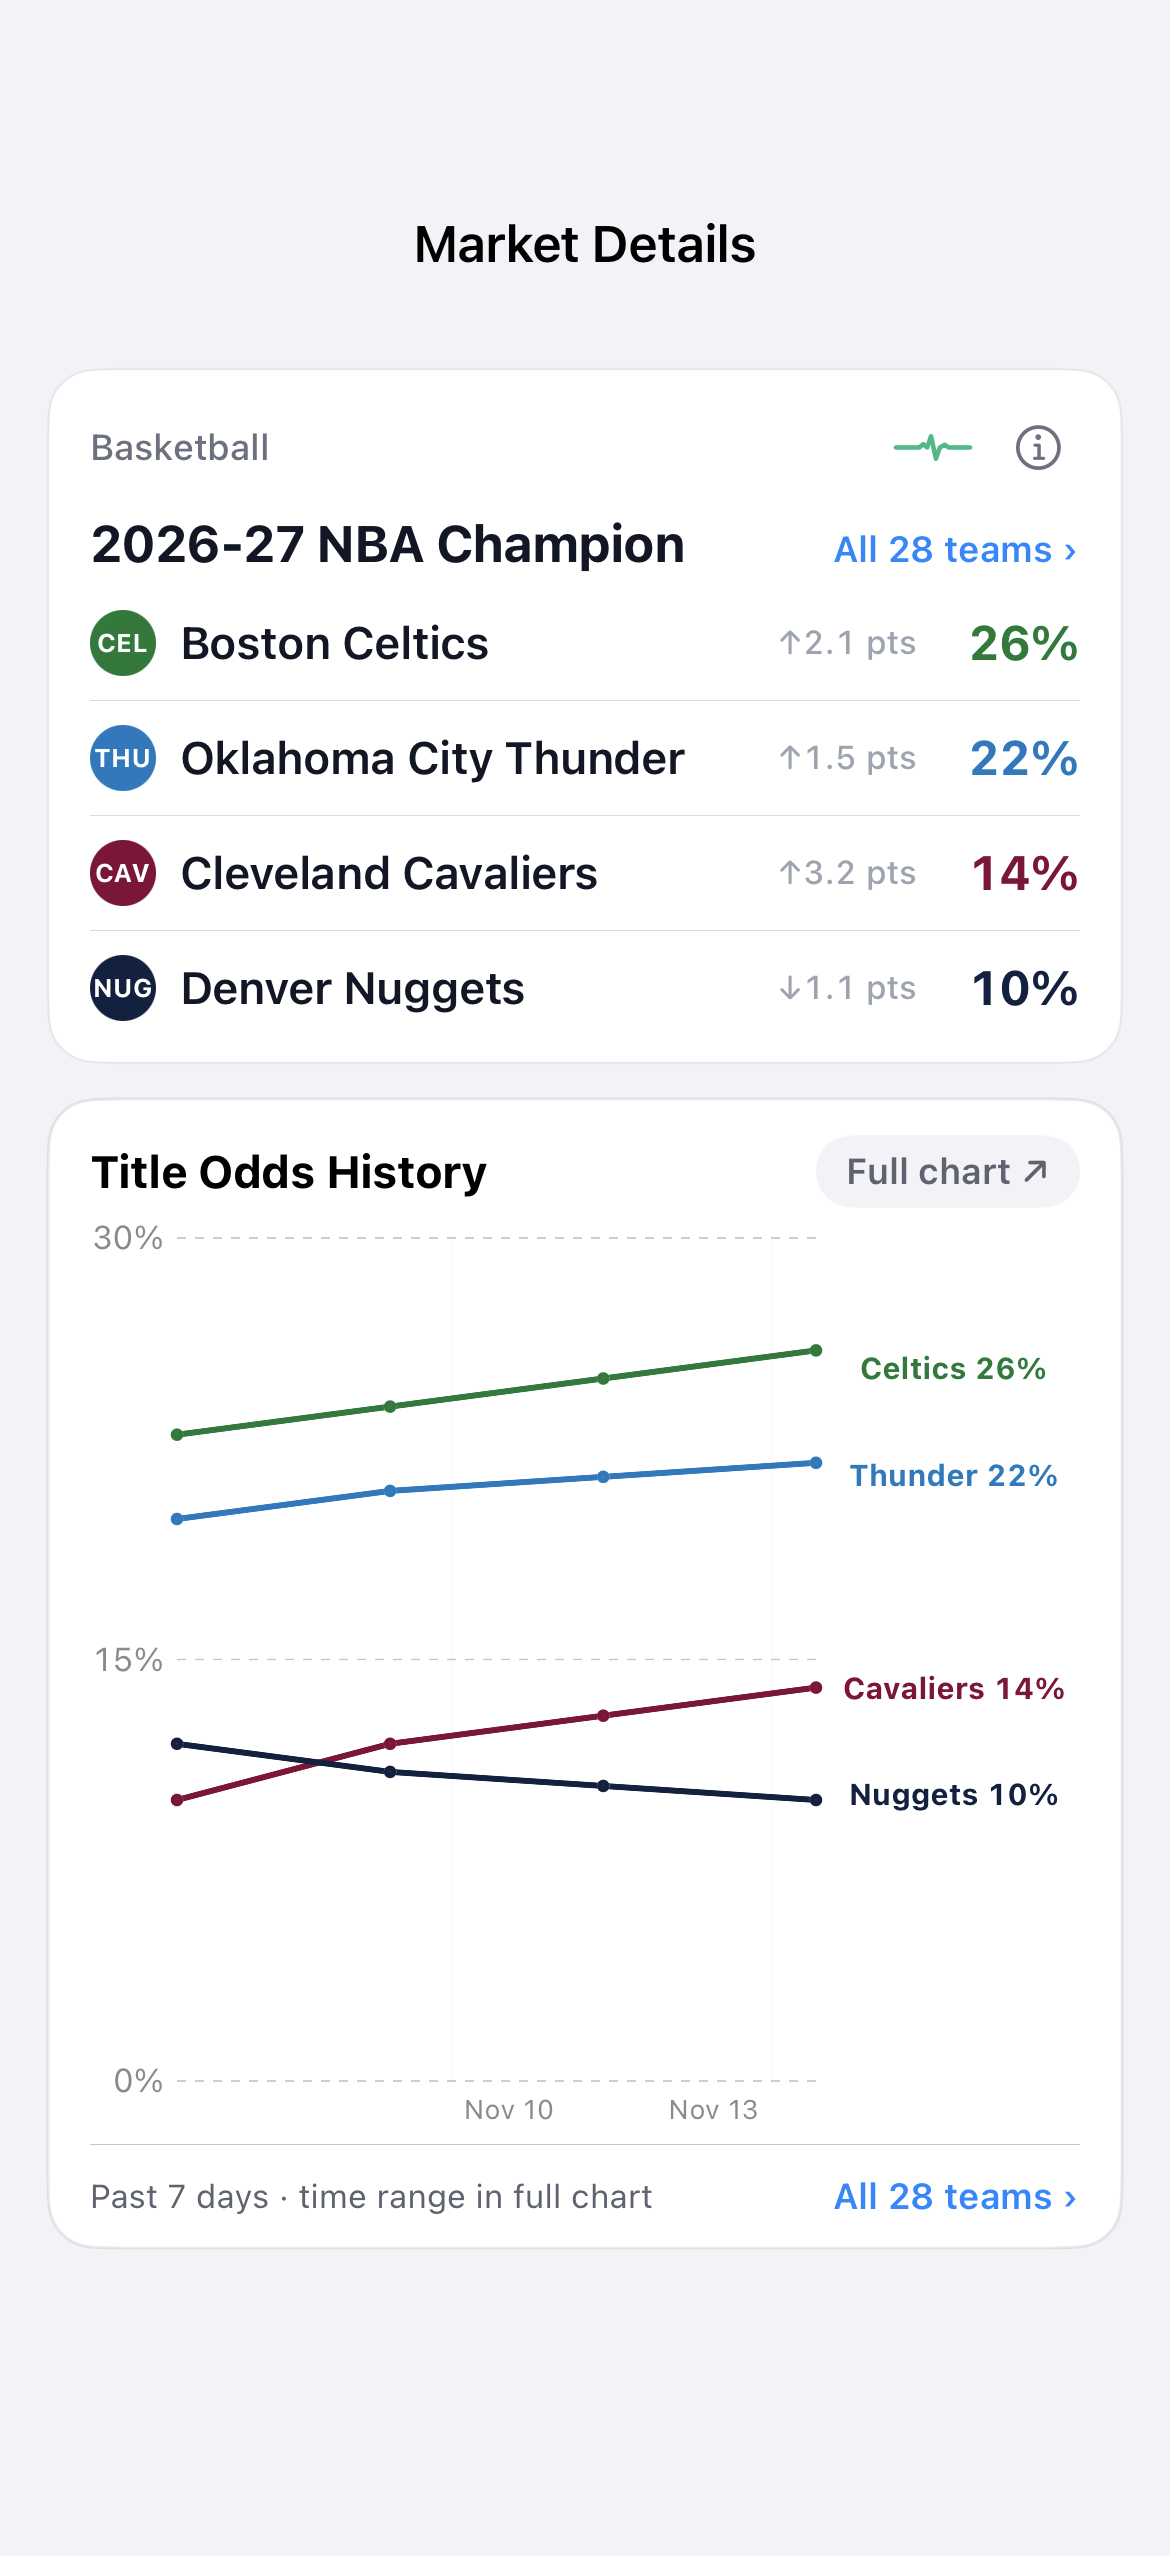 Market Details
Basketball
2026-27 NBA Champion All 28 teams ›
CEL Boston Celtics ↑2.1 pts 26%
THU Oklahoma City Thunder ↑1.5 pts 22%
CAV Cleveland Cavaliers ↑3.2 pts 14%
NUG Denver Nuggets ↓1.1 pts 10%
Title Odds History Full chart ↗
30%
Celtics 26%
Thunder 22%
15%
Cavaliers 14%
Nuggets 10%
0%
Nov 10 Nov 13
Past 7 days · time range in full chart All 28 teams ›